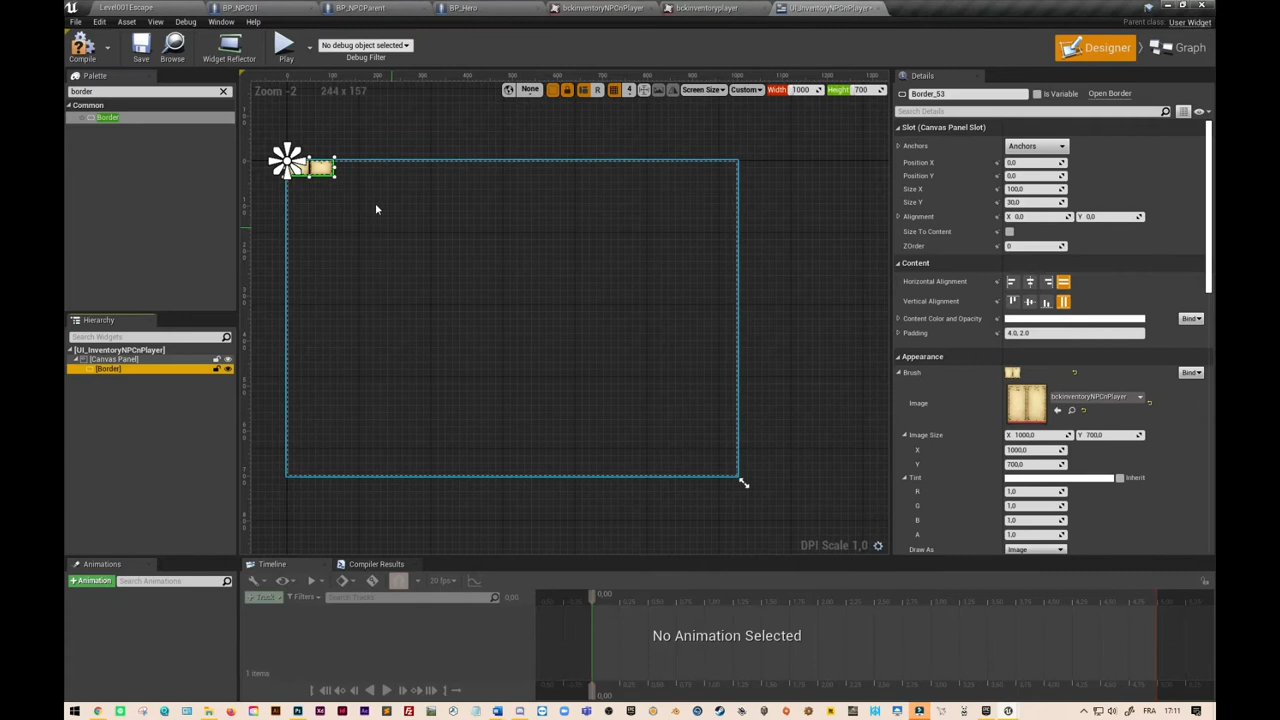 Level001Escape BP_NPC01 BP_NPCParent BP_Hero bckinventoryNPCnPlayer bckinventoryplayer UI_InventoryNPCnPlayer*
Parent class: User Widget
File Edit Asset View Debug Window Help
Compile Save Browse Widget Reflector Play No debug object selected Debug Filter Designer Graph
Palette
border
Common
Border
Hierarchy
Search Widgets
[UI_InventoryNPCnPlayer]
[Canvas Panel]
[Border]
Zoom -2 244 x 157 None R 4 Screen Size Custom Width 1000 Height 700
DPI Scale 1,0
Details
Border_53 Is Variable Open Border
Search Details
Slot (Canvas Panel Slot)
Anchors Anchors
Position X 0,0
Position Y 0,0
Size X 100,0
Size Y 30,0
Alignment X 0,0 Y 0,0
Size To Content
ZOrder 0
Content
Horizontal Alignment
Vertical Alignment
Content Color and Opacity Bind
Padding 4.0, 2.0
Appearance
Brush Bind
Image bckinventoryNPCnPlayer
Image Size X 1000,0 Y 700,0
X 1000,0
Y 700,0
Tint Inherit
R 1,0
G 1,0
B 1,0
A 1,0
Draw As Image
Animations
+ Animation Search Animations
Timeline Compiler Results
20 fps
+ Track Filters Search Tracks 0,00
0,00
No Animation Selected
1 items
0,00
FRA 17:11